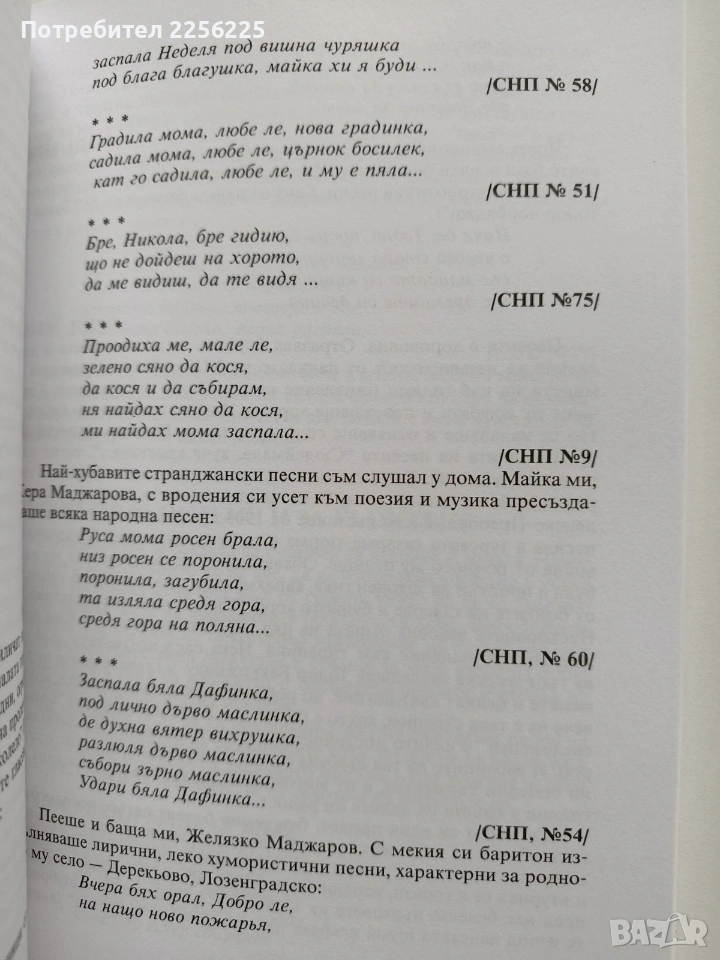 Потребител 2256225
заспала Неделя под вишна чуряшка
под блага благушка, майка хи я буди ...
/СНП № 58/
* * *
Градила мома, любе ле, нова градинка,
садила мома, любе ле, църнок босилек,
кат го садила, любе ле, и му е пяла...
/СНП № 51/
* * *
Бре, Никола, бре гидию,
що не дойдеш на хорото,
да ме видиш, да те видя ...
/СНП №75/
* * *
Проодиха ме, мале ле,
зелено сяно да кося,
да кося и да събирам,
ня найдах сяно да кося,
ми найдах мома заспала...
/СНП №9/
Най-хубавите странджански песни съм слушал у дома. Майка ми,
Кера Маджарова, с вродения си усет към поезия и музика пресъзда-
ваше всяка народна песен:
Руса мома росен брала,
низ росен се поронила,
поронила, загубила,
та изляла средя гора,
средя гора на поляна...
/СНП, № 60/
* * *
Заспала бяла Дафинка,
под лично дърво маслинка,
де духна вятер вихрушка,
разлюля дърво маслинка,
събори зърно маслинка,
Удари бяла Дафинка...
/СНП, №54/
Пееше и баща ми, Желязко Маджаров. С мекия си баритон из-
пълняваше лирични, леко хумористични песни, характерни за родно-
му село – Дерекьово, Лозенградско:
Вчера бях орал, Добро ле,
на нащо ново пожарья,
BAZAR